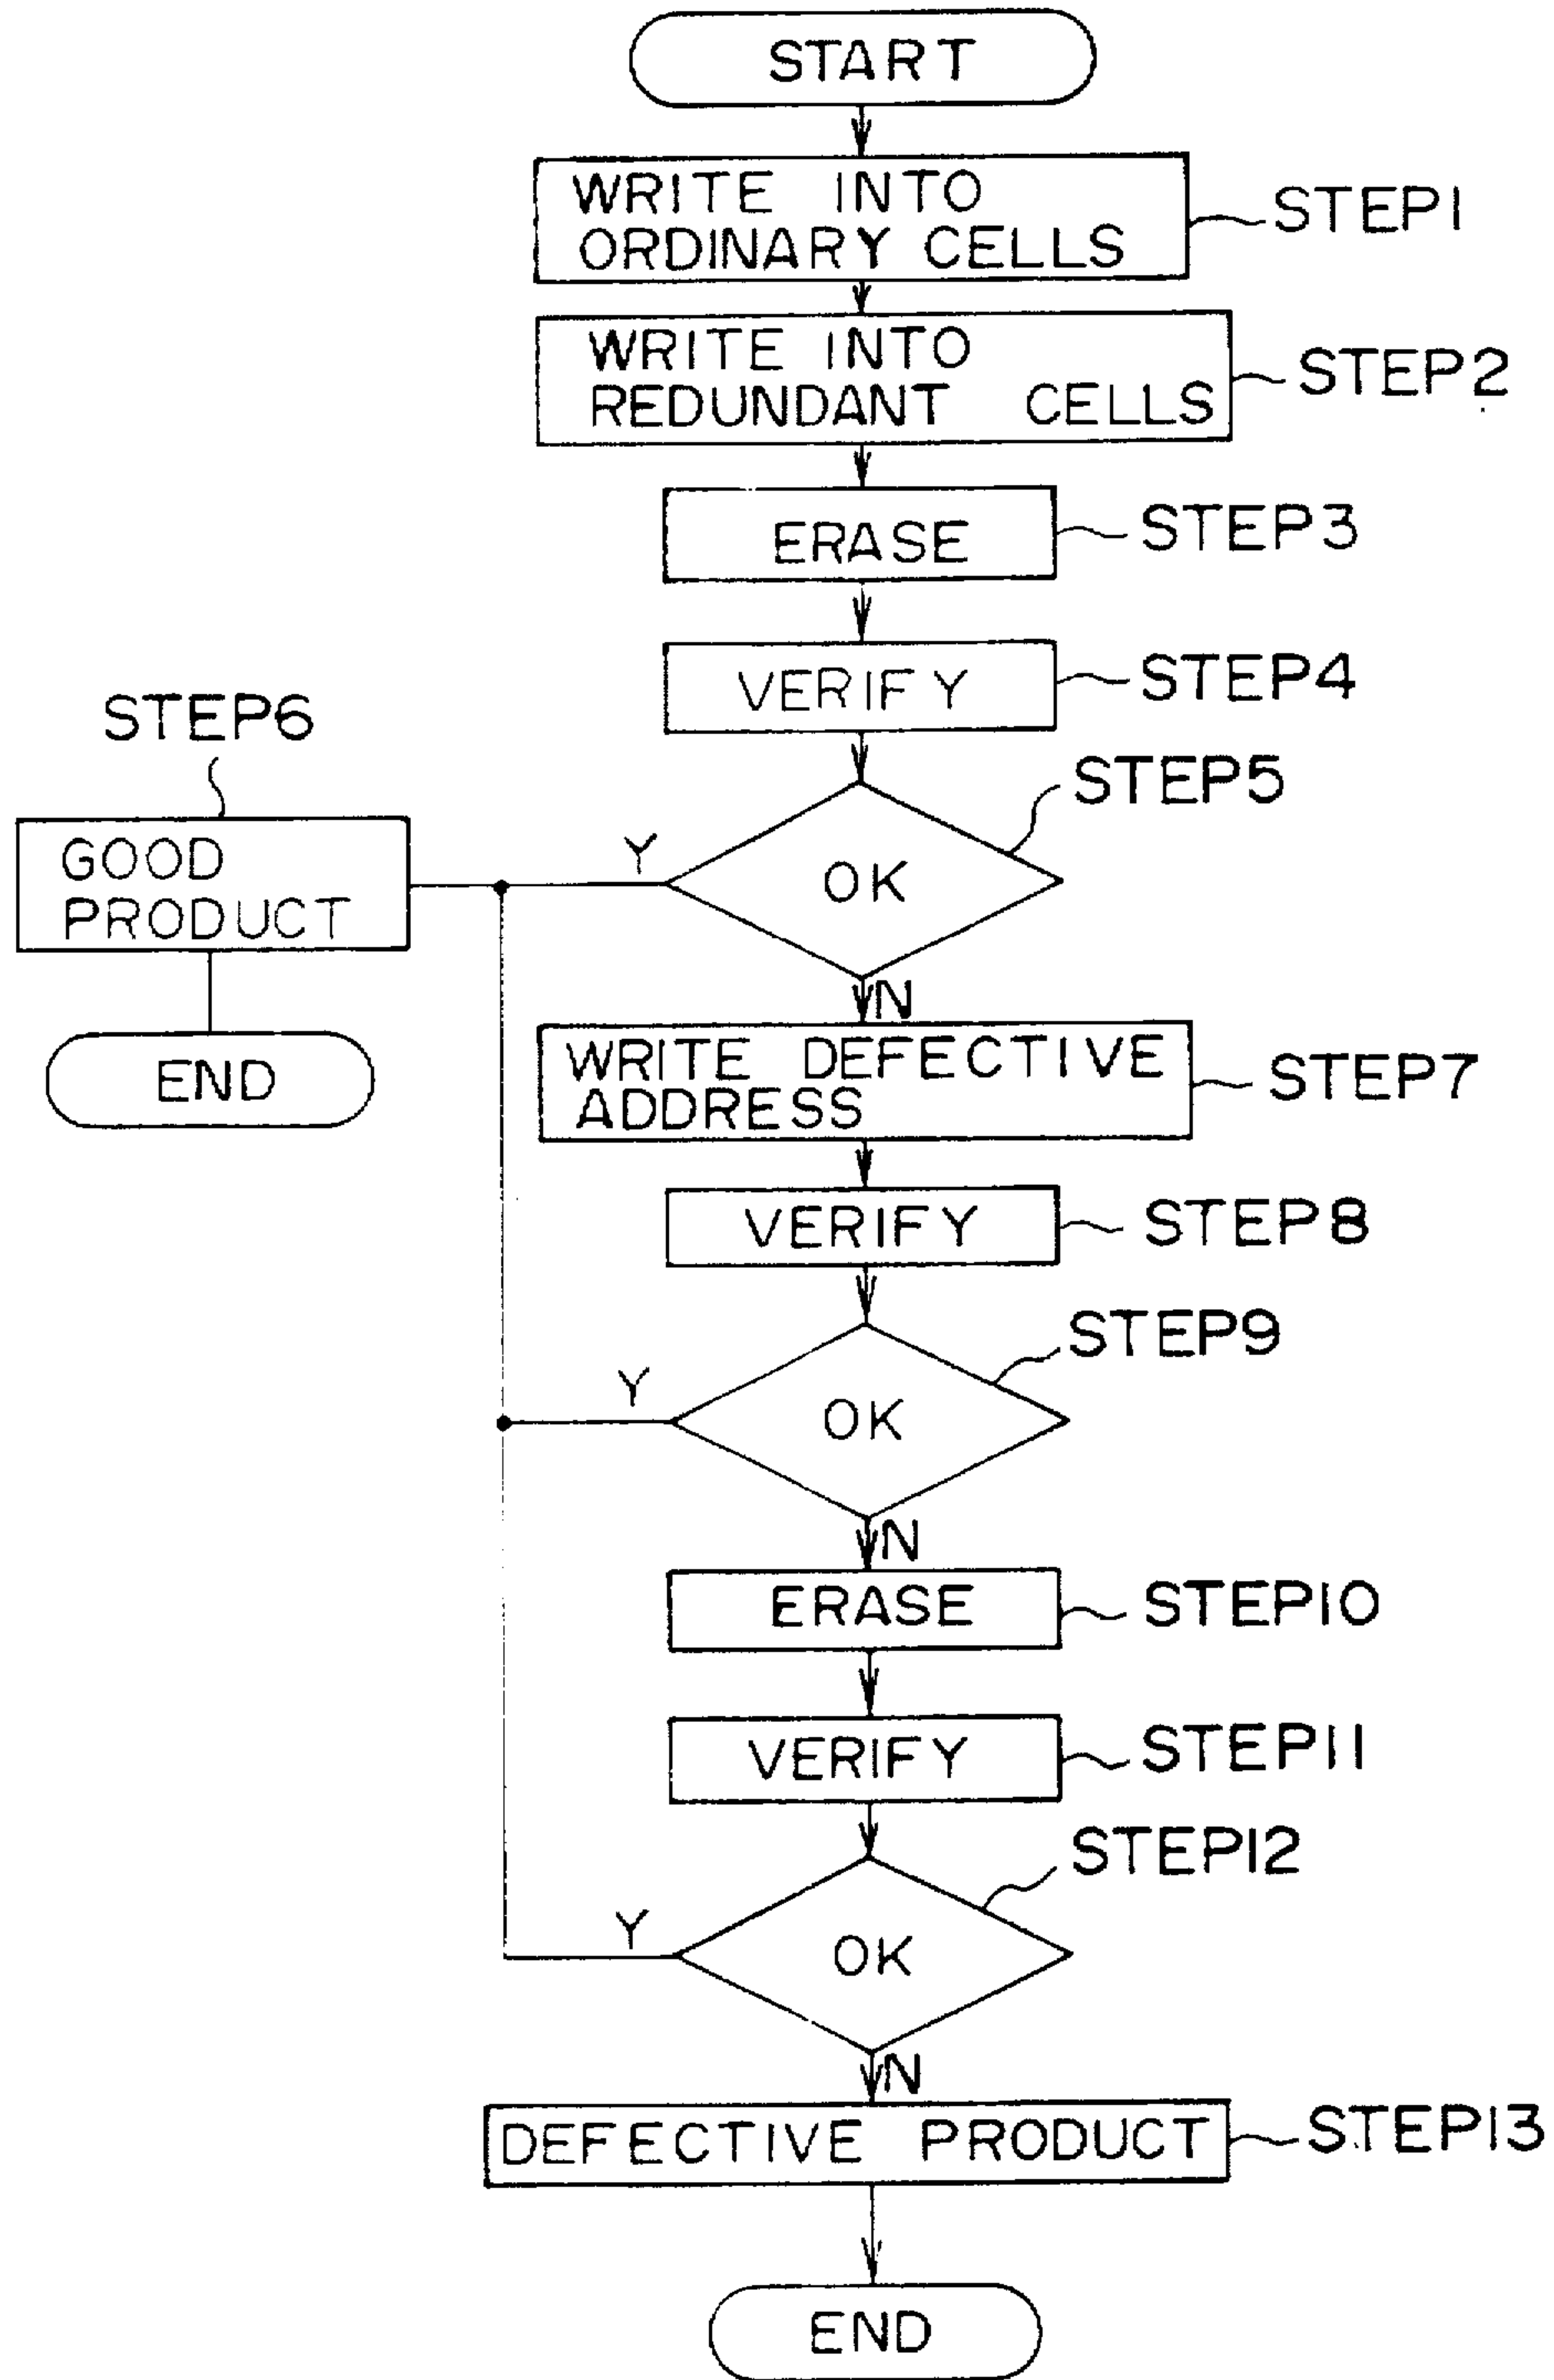 START
WRITE INTO
ORDINARY CELLS
STEP1
WRITE INTO
REDUNDANT CELLS
STEP2
ERASE
STEP3
VERIFY
STEP4
OK
STEP5
Y
STEP6
GOOD
PRODUCT
END
N
WRITE DEFECTIVE
ADDRESS
STEP7
VERIFY
STEP8
OK
STEP9
Y
N
ERASE
STEP10
VERIFY
STEP11
OK
STEP12
Y
N
DEFECTIVE PRODUCT
STEP13
END